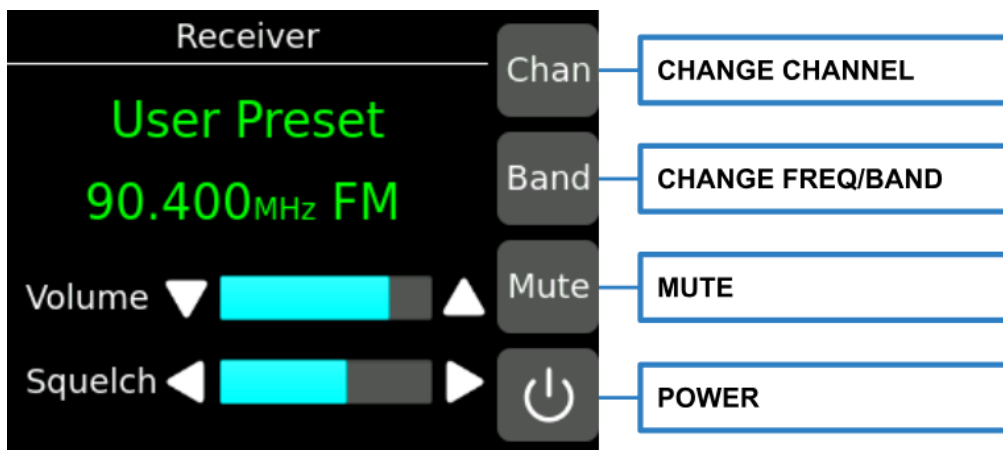 Receiver
Chan
CHANGE CHANNEL
User Preset
Band
CHANGE FREQ/BAND
90.400MHz FM
Mute
MUTE
Volume
Squelch
POWER